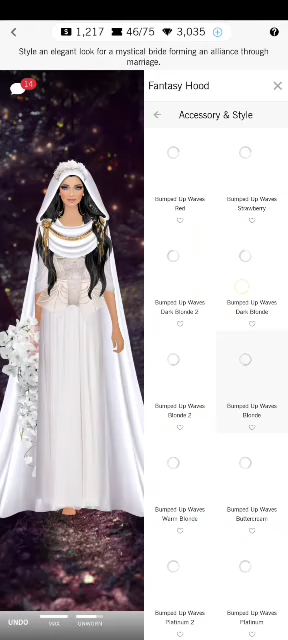 1,217 46/75 3,035
Style an elegant look for a mystical bride forming an alliance through
marriage.
14
Fantasy Hood
Accessory & Style
Bumped Up Waves
Red
Bumped Up Waves
Strawberry
Bumped Up Waves
Dark Blonde 2
Bumped Up Waves
Dark Blonde
Bumped Up Waves
Blonde 2
Bumped Up Waves
Blonde
Bumped Up Waves
Warm Blonde
Bumped Up Waves
Buttercream
Bumped Up Waves
Platinum 2
Bumped Up Waves
Platinum
UNDO
UNWORN